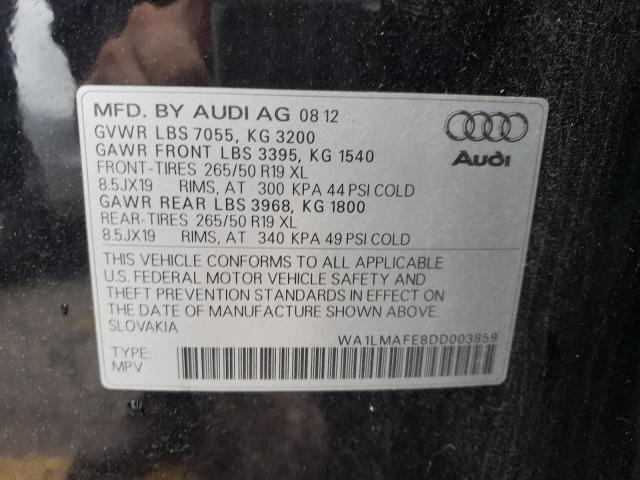 MFD. BY AUDI AG 08 12
GVWR LBS 7055, KG 3200
GAWR FRONT LBS 3395, KG 1540
FRONT-TIRES 265/50 R19 XL
8.5JX19 RIMS, AT 300 KPA 44 PSI COLD
GAWR REAR LBS 3968, KG 1800
REAR-TIRES 265/50 R19 XL
8.5JX19 RIMS, AT 340 KPA 49 PSI COLD
Audi
THIS VEHICLE CONFORMS TO ALL APPLICABLE
U.S. FEDERAL MOTOR VEHICLE SAFETY AND
THEFT PREVENTION STANDARDS IN EFFECT ON
THE DATE OF MANUFACTURE SHOWN ABOVE.
SLOVAKIA
WA1LMAFE8DD003859
TYPE:
MPV